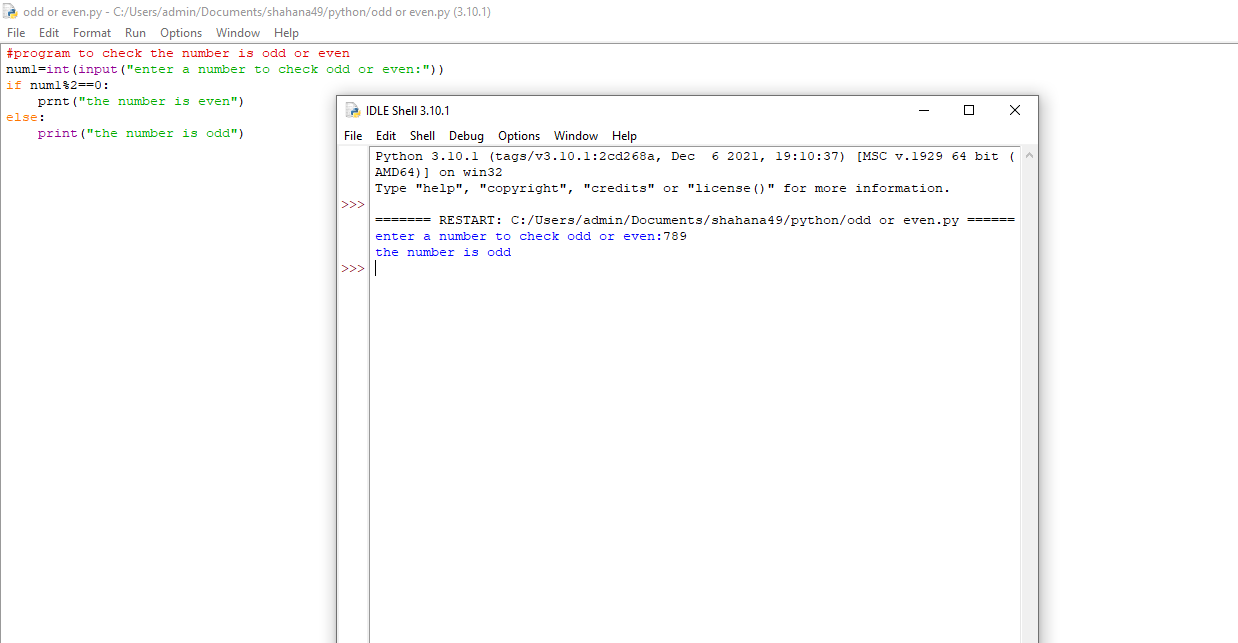 odd or even.py - C:/Users/admin/Documents/shahana49/python/odd or even.py (3.10.1)
File Edit Format Run Options Window Help
#program to check the number is odd or even
num1=int(input("enter a number to check odd or even:"))
if num1%2==0:
    prnt("the number is even")
else:
    print("the number is odd")
IDLE Shell 3.10.1
File Edit Shell Debug Options Window Help
Python 3.10.1 (tags/v3.10.1:2cd268a, Dec  6 2021, 19:10:37) [MSC v.1929 64 bit (
AMD64)] on win32
Type "help", "copyright", "credits" or "license()" for more information.
>>>
======= RESTART: C:/Users/admin/Documents/shahana49/python/odd or even.py ======
enter a number to check odd or even:789
the number is odd
>>>